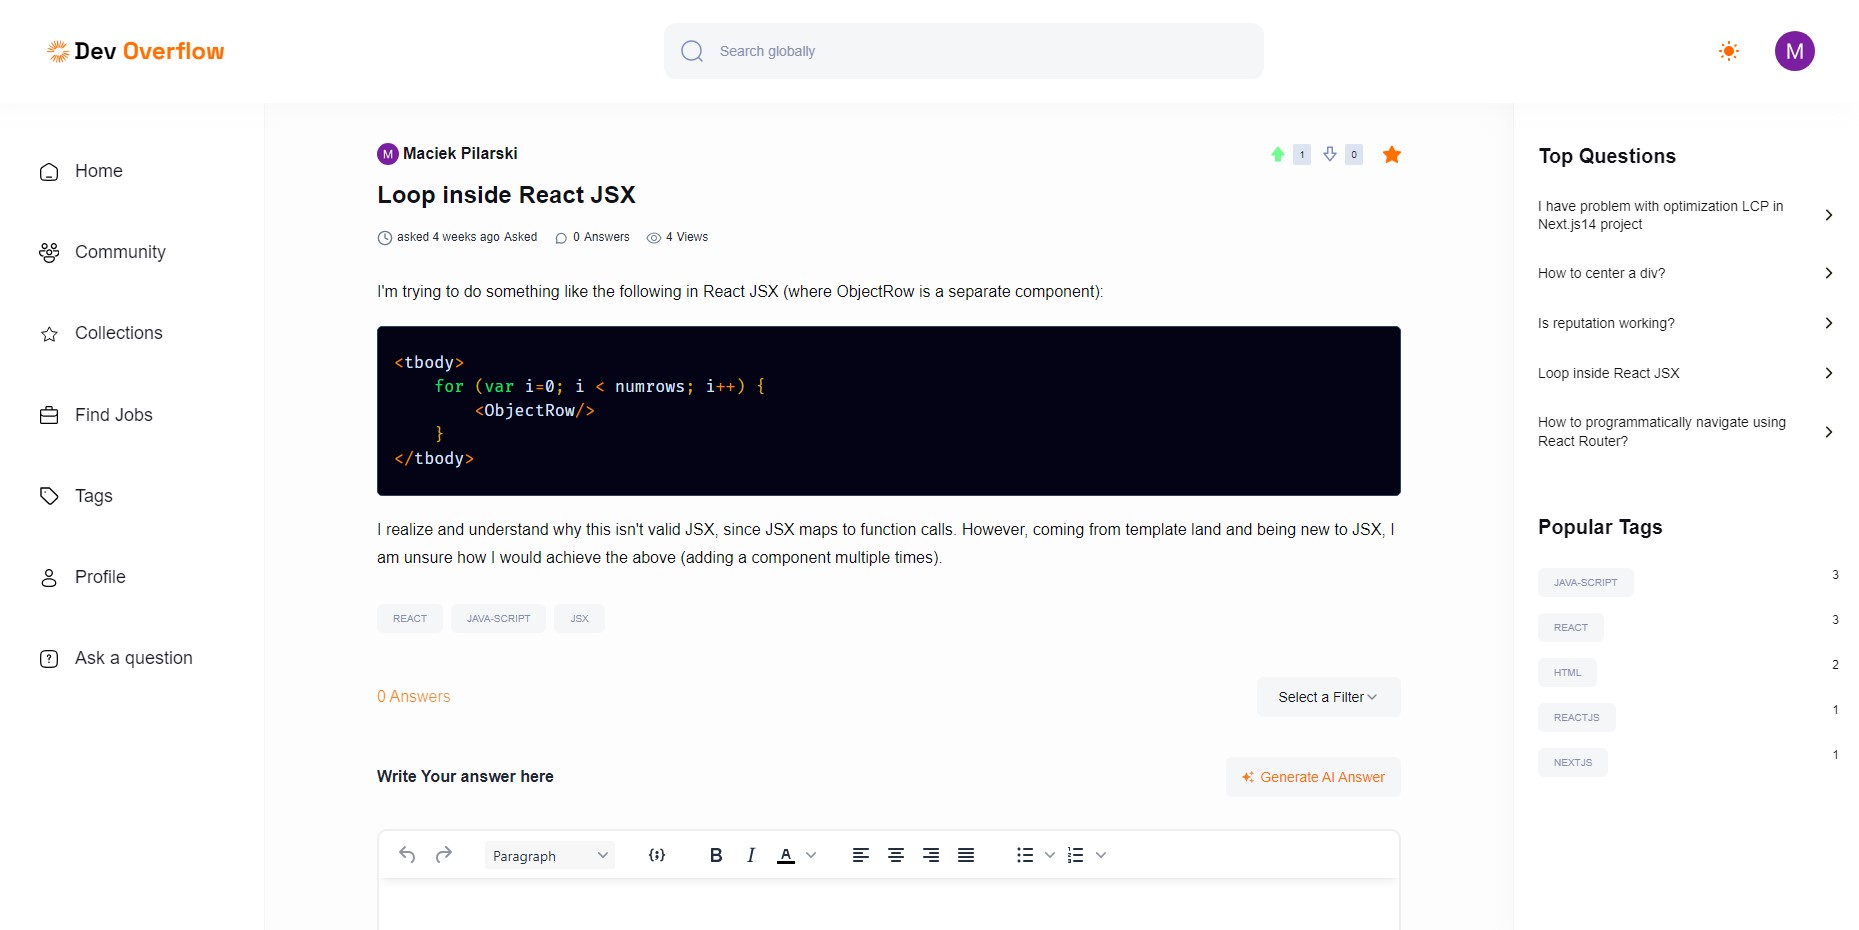 Dev Overflow
Search globally
M
Home
Community
Collections
Find Jobs
Tags
Profile
Ask a question
M Maciek Pilarski
1 0
Loop inside React JSX
asked 4 weeks ago Asked 0 Answers 4 Views
I'm trying to do something like the following in React JSX (where ObjectRow is a separate component):
<tbody>
    for (var i=0; i < numrows; i++) {
        <ObjectRow/>
    }
</tbody>
I realize and understand why this isn't valid JSX, since JSX maps to function calls. However, coming from template land and being new to JSX, I
am unsure how I would achieve the above (adding a component multiple times).
REACT JAVA-SCRIPT JSX
0 Answers
Select a Filter
Write Your answer here
Generate AI Answer
Paragraph
B I A
Top Questions
I have problem with optimization LCP in
Next.js14 project
How to center a div?
Is reputation working?
Loop inside React JSX
How to programmatically navigate using
React Router?
Popular Tags
JAVA-SCRIPT 3
REACT 3
HTML 2
REACTJS 1
NEXTJS 1